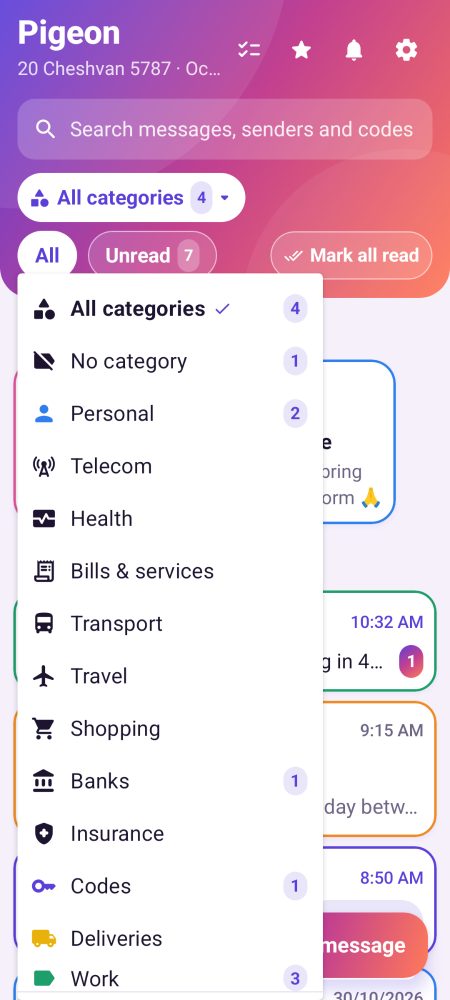 Pigeon
20 Cheshvan 5787 · Oc...
Search messages, senders and codes
All categories 4
All Unread 7 Mark all read
All categories 4
No category 1
Personal 2
e
Telecom
pring
Health
orm 🙏
Bills & services
Transport 10:32 AM
Travel
g in 4... 1
Shopping 9:15 AM
Banks 1
day betw...
Insurance
Codes 1
8:50 AM
Deliveries
message
Work 3
30/10/2026